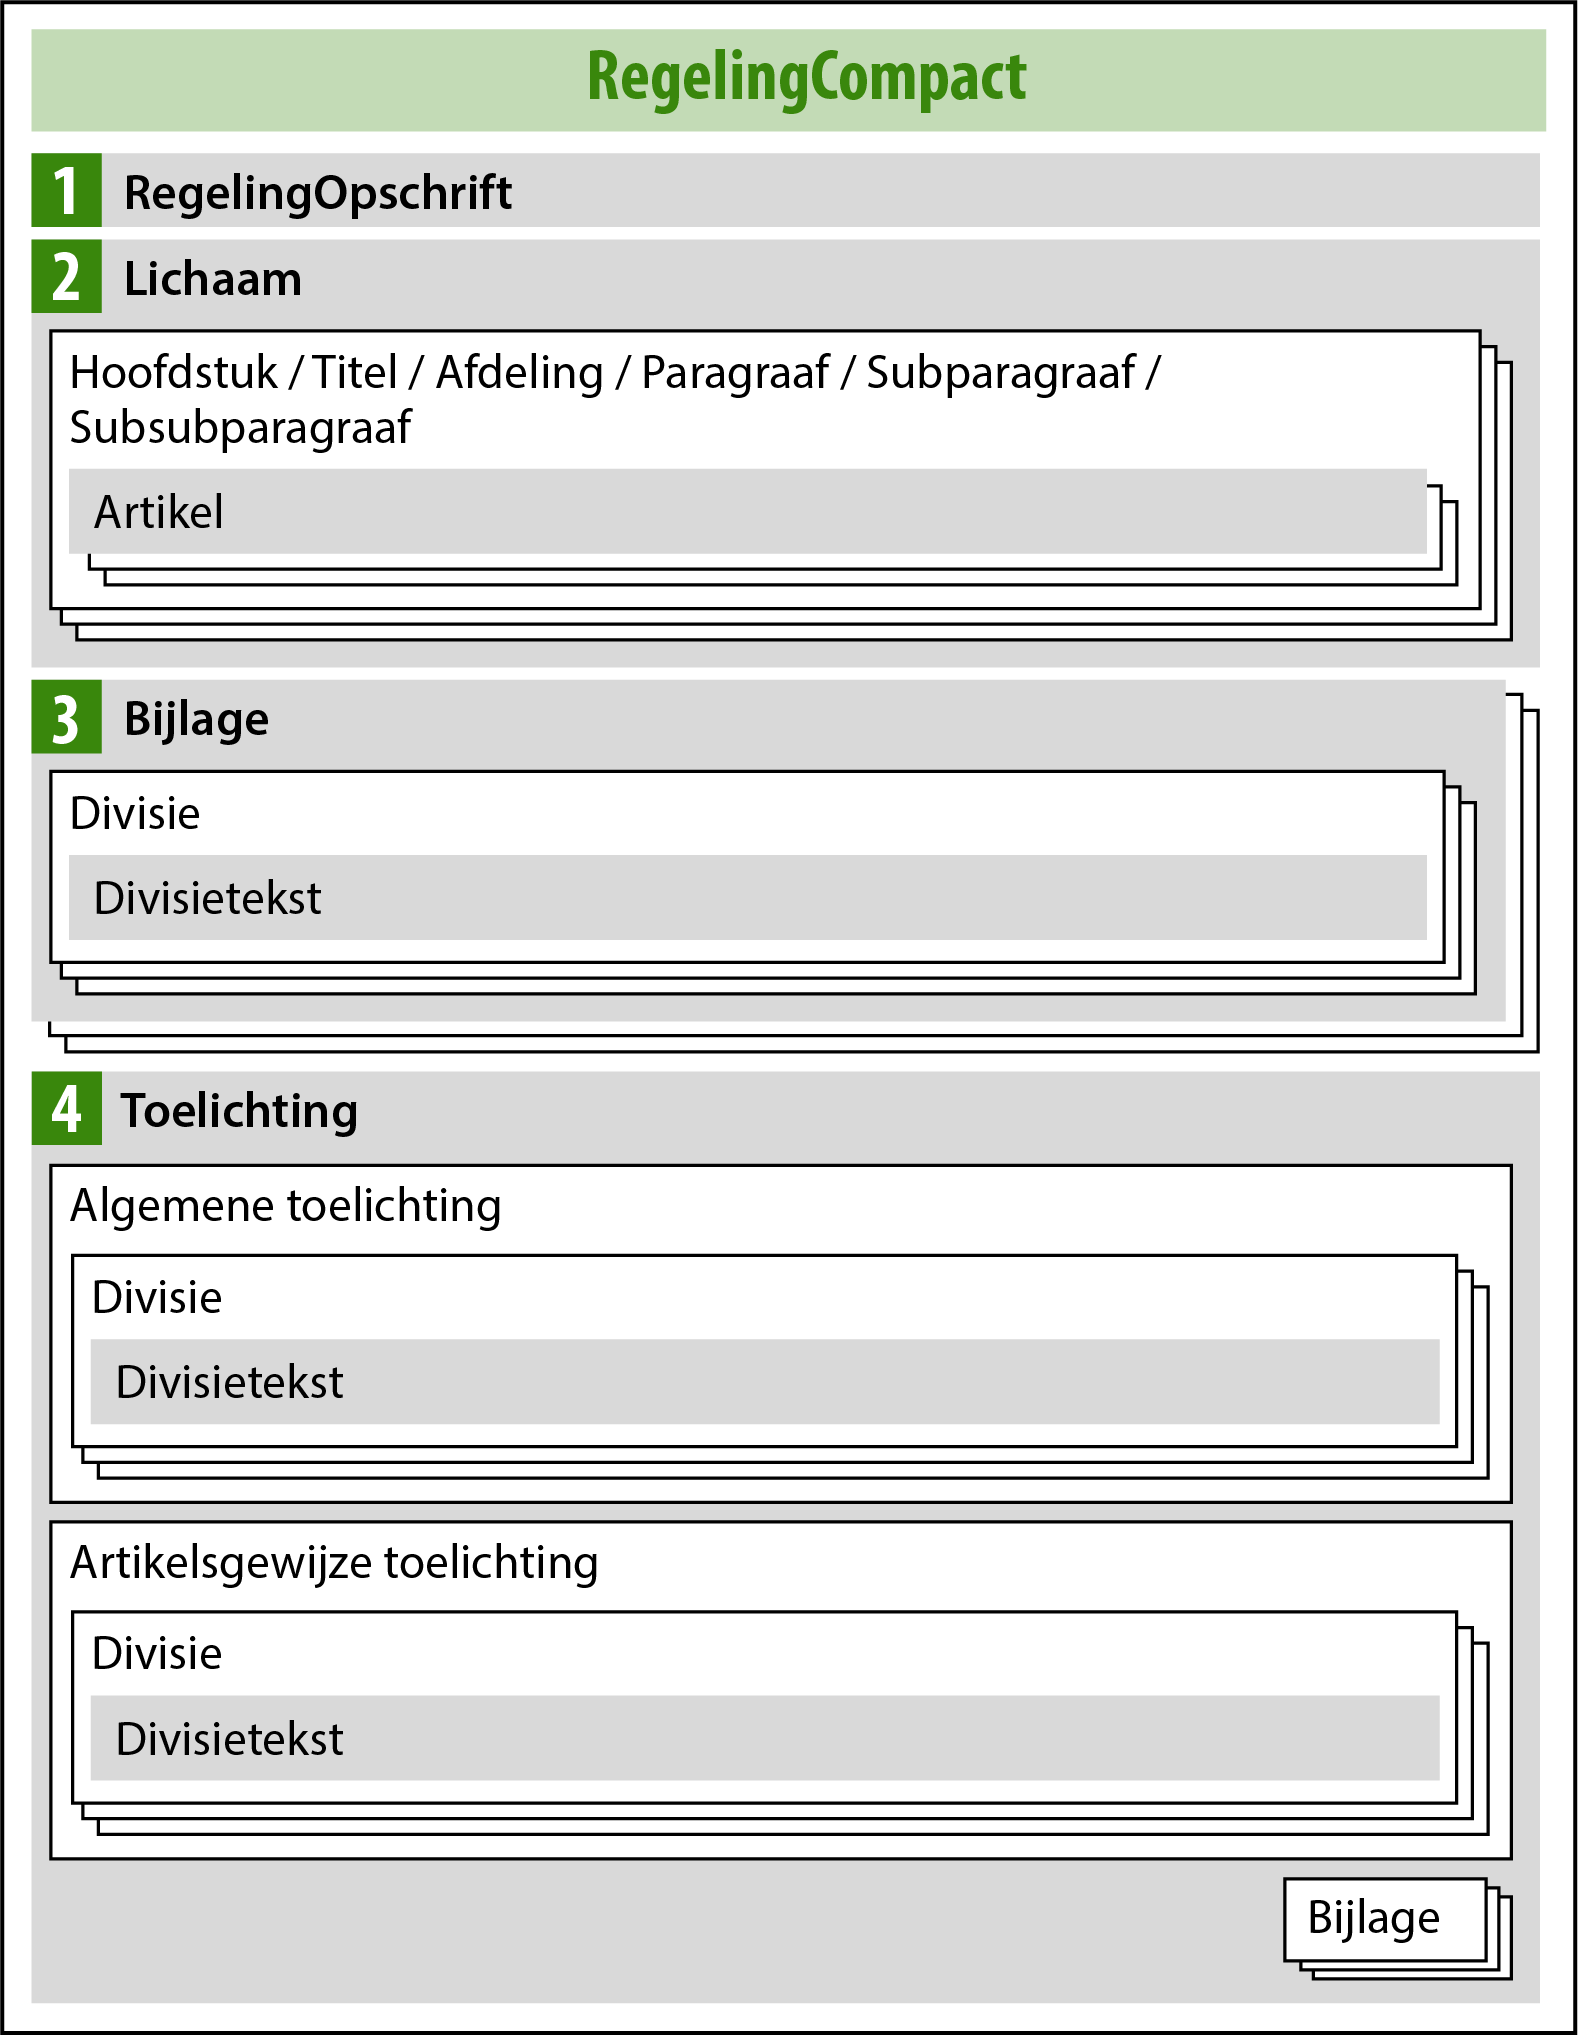 RegelingCompact
1 RegelingOpschrift
2 Lichaam
Hoofdstuk / Titel / Afdeling / Paragraaf / Subparagraaf /
Subsubparagraaf
Artikel
3 Bijlage
Divisie
Divisietekst
4 Toelichting
Algemene toelichting
Divisie
Divisietekst
Artikelsgewijze toelichting
Divisie
Divisietekst
Bijlage